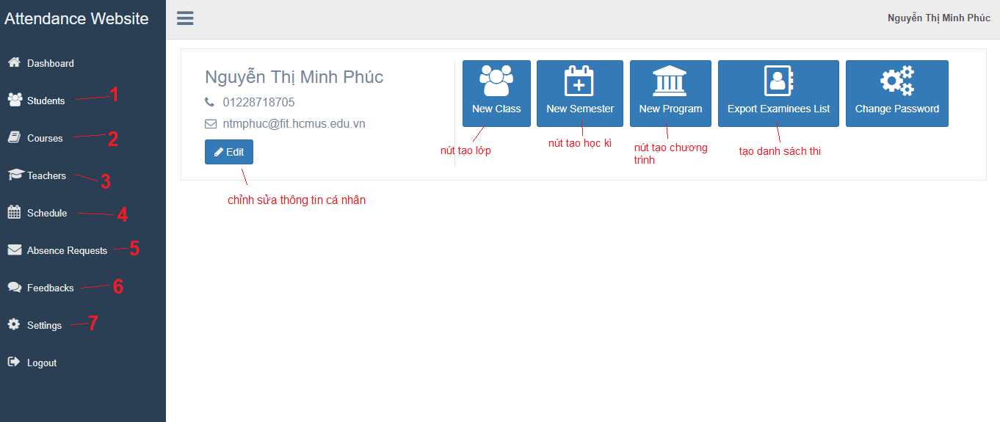 Attendance Website
Nguyễn Thị Minh Phúc
Dashboard
Students
1
Courses
2
Teachers
3
Schedule
4
Absence Requests
5
Feedbacks
6
Settings
7
Logout
Nguyễn Thị Minh Phúc
01228718705
ntmphuc@fit.hcmus.edu.vn
Edit
chỉnh sửa thông tin cá nhân
New Class
New Semester
New Program
Export Examinees List
Change Password
nút tạo lớp
nút tạo học kì
nút tạo chương
trình
tạo danh sách thi